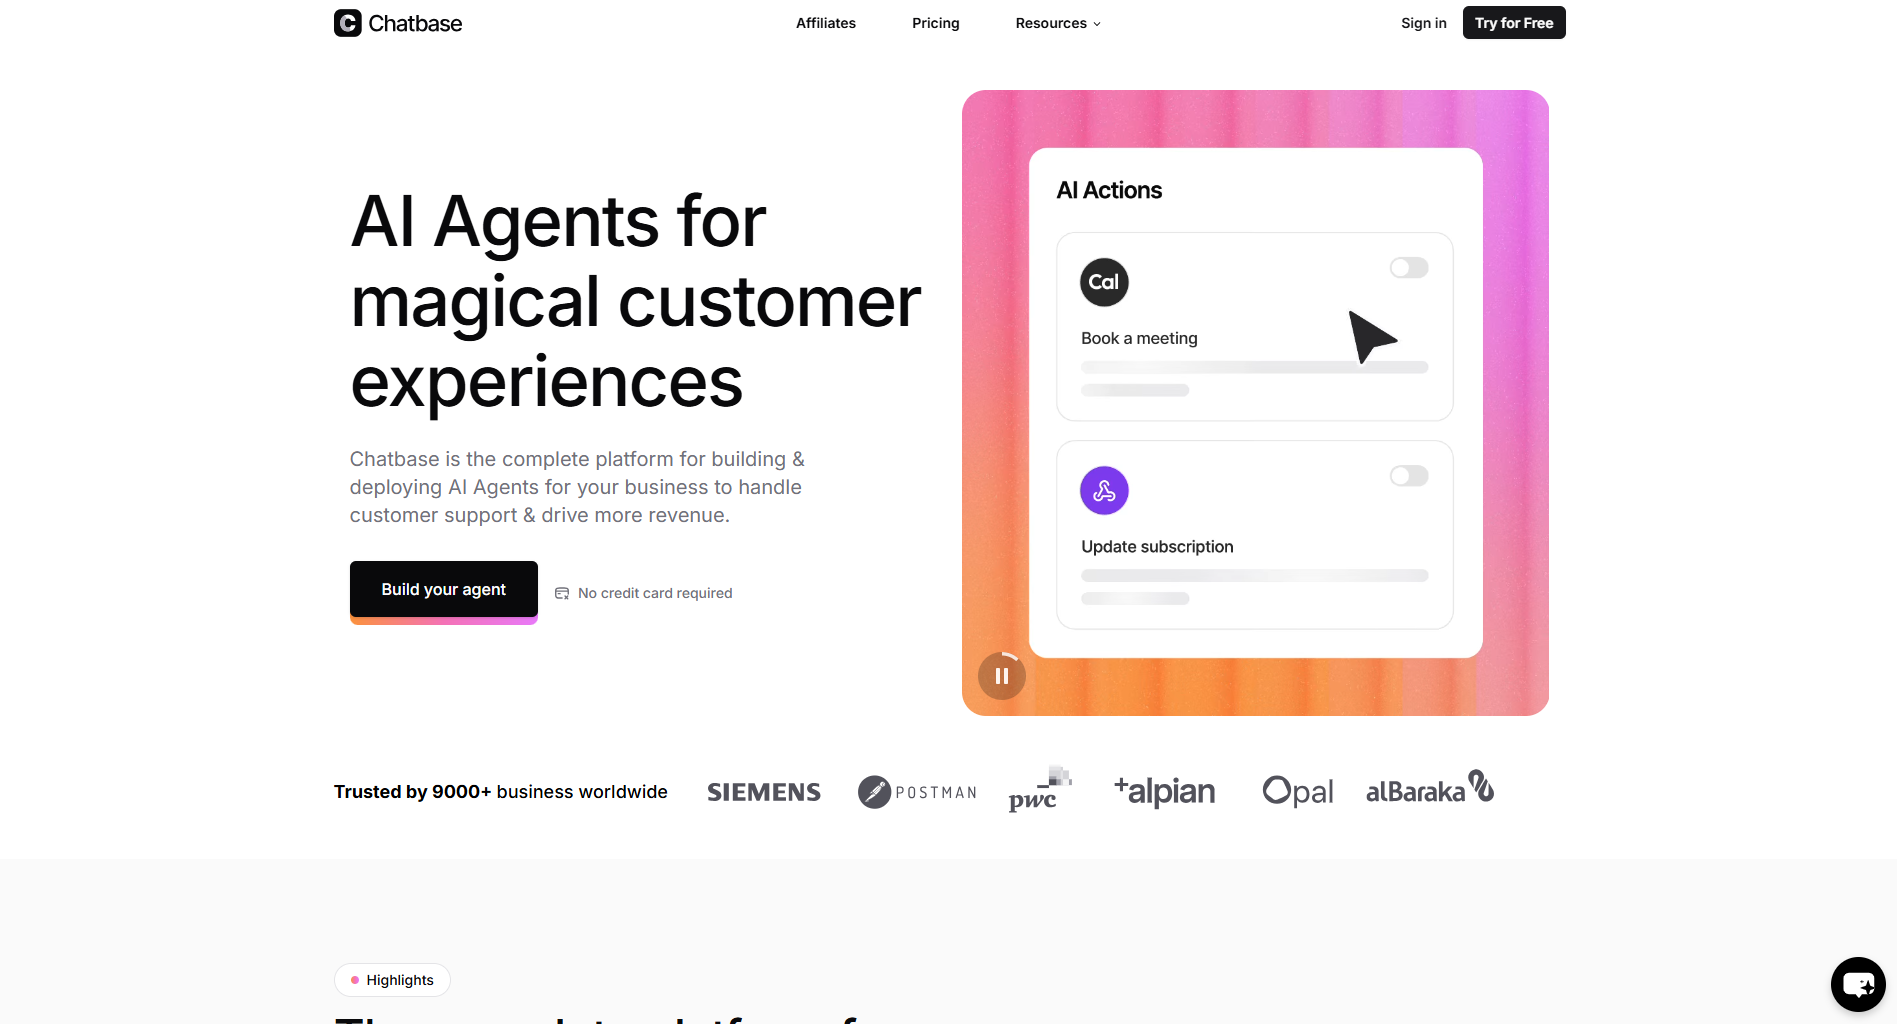 Chatbase
Affiliates
Pricing
Resources
Sign in
Try for Free
AI Agents for
magical customer
experiences
Chatbase is the complete platform for building &
deploying AI Agents for your business to handle
customer support & drive more revenue.
Build your agent
No credit card required
AI Actions
Cal
Book a meeting
Update subscription
Trusted by 9000+ business worldwide
SIEMENS
POSTMAN
pwc
+alpian
Opal
alBaraka
Highlights